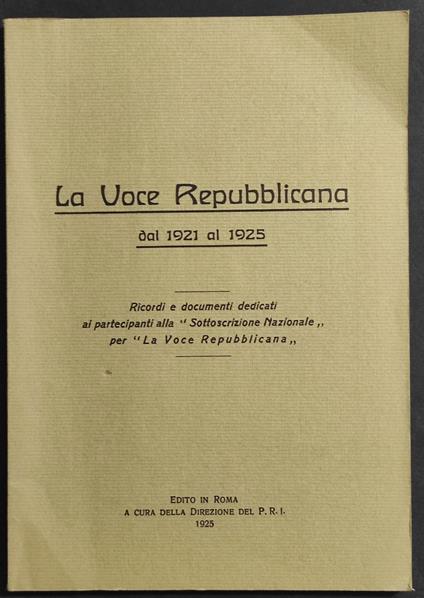 La Voce Repubblicana
dal 1921 al 1925
Ricordi e documenti dedicati
ai partecipanti alla “ Sottoscrizione Nazionale „
per “ La Voce Repubblicana „
Edito in Roma
a cura della Direzione del P. R. I.
1925